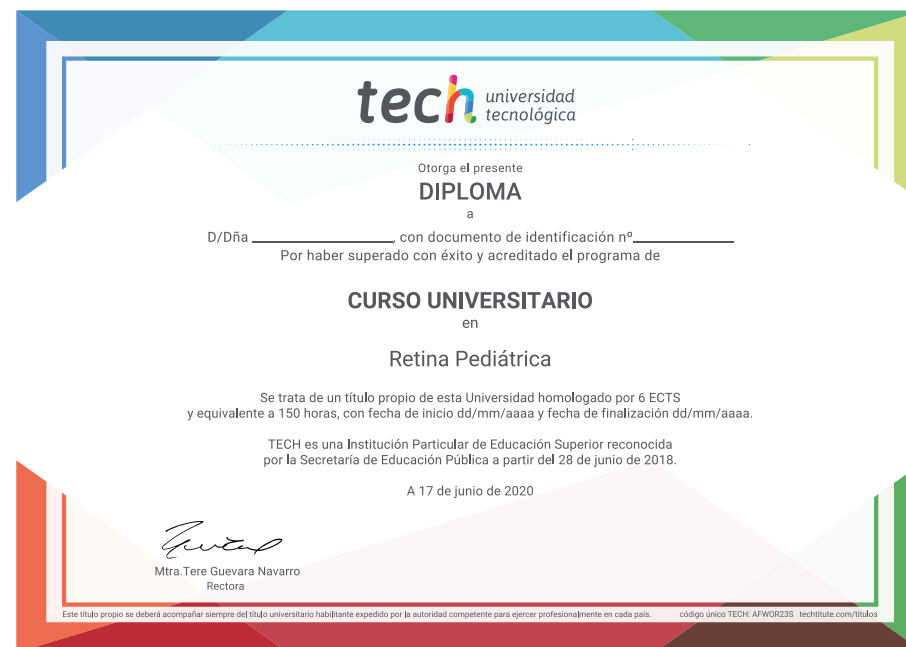 tech universidad
tecnológica
Otorga el presente
DIPLOMA
a
D/Dña ____________________, con documento de identificación nº______________
Por haber superado con éxito y acreditado el programa de
CURSO UNIVERSITARIO
en
Retina Pediátrica
Se trata de un título propio de esta Universidad homologado por 6 ECTS
y equivalente a 150 horas, con fecha de inicio dd/mm/aaaa y fecha de finalización dd/mm/aaaa.
TECH es una Institución Particular de Educación Superior reconocida
por la Secretaría de Educación Pública a partir del 28 de junio de 2018.
A 17 de junio de 2020
Mtra.Tere Guevara Navarro
Rectora
Este título propio se deberá acompañar siempre del título universitario habilitante expedido por la autoridad competente para ejercer profesionalmente en cada país. código único TECH: AFWOR23S techtitute.com/titulos